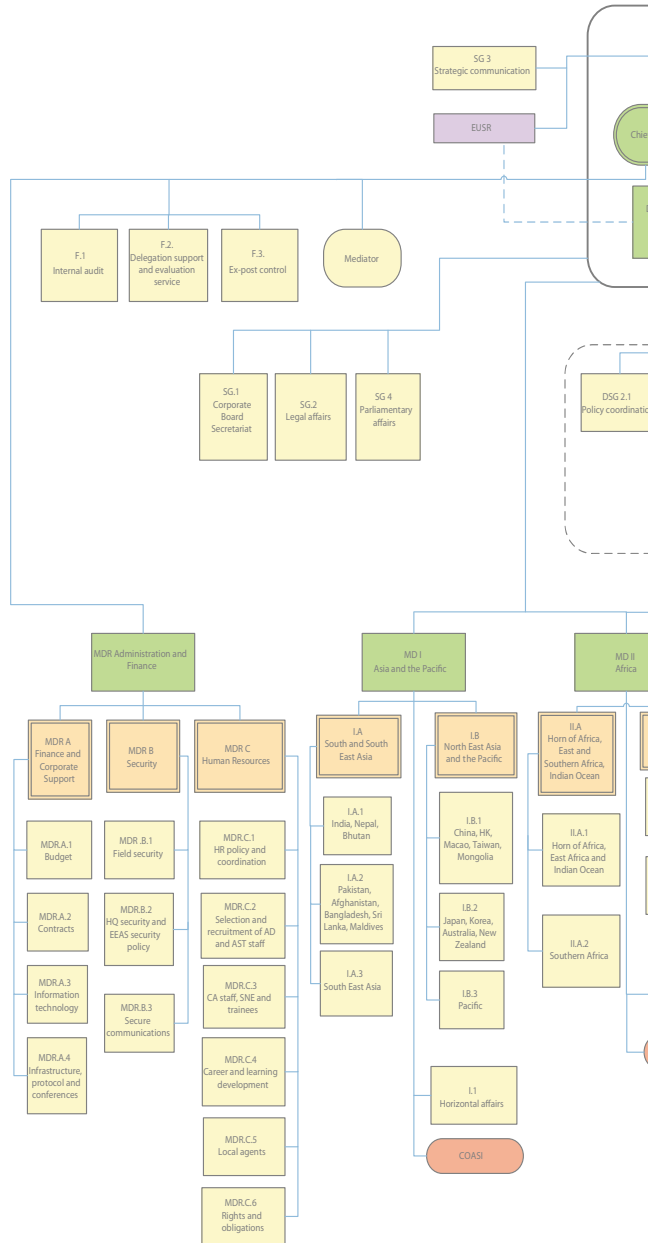 SG 3
Strategic communication
EUSR
F.1
Internal audit
F.2.
Delegation support
and evaluation
service
F.3.
Ex-post control
Mediator
SG.1
Corporate
Board
Secretariat
SG.2
Legal affairs
SG 4
Parliamentary
affairs
DSG 2.1
MDR Administration and
Finance
MD I
Asia and the Pacific
MD II
Africa
MDR A
Finance and
Corporate
Support
MDR B
Security
MDR C
Human Resources
I.A
South and South
East Asia
I.B
North East Asia
and the Pacific
II.A
Horn of Africa,
East and
Southern Africa,
Indian Ocean
MDR.A.1
Budget
MDR .B.1
Field security
MDR.C.1
HR policy and
coordination
I.A.1
India, Nepal,
Bhutan
I.B.1
China, HK,
Macao, Taiwan,
Mongolia
II.A.1
Horn of Africa,
East Africa and
Indian Ocean
MDR.A.2
Contracts
MDR.B.2
HQ security and
EEAS security
policy
MDR.C.2
Selection and
recruitment of AD
and AST staff
I.A.2
Pakistan,
Afghanistan,
Bangladesh, Sri
Lanka, Maldives
I.B.2
Japan, Korea,
Australia, New
Zealand
II.A.2
Southern Africa
MDR.A.3
Information
technology
MDR.B.3
Secure
communications
MDR.C.3
CA staff, SNE and
trainees
I.A.3
South East Asia
I.B.3
Pacific
MDR.A.4
Infrastructure,
protocol and
conferences
MDR.C.4
Career and learning
development
I.1
Horizontal affairs
MDR.C.5
Local agents
COASI
MDR.C.6
Rights and
obligations